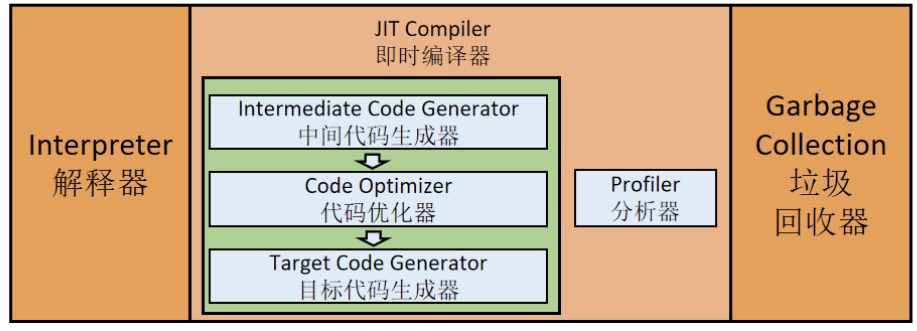 Interpreter
解释器
JIT Compiler
即时编译器
Intermediate Code Generator
中间代码生成器
Code Optimizer
代码优化器
Target Code Generator
目标代码生成器
Profiler
分析器
Garbage
Collection
垃圾
回收器